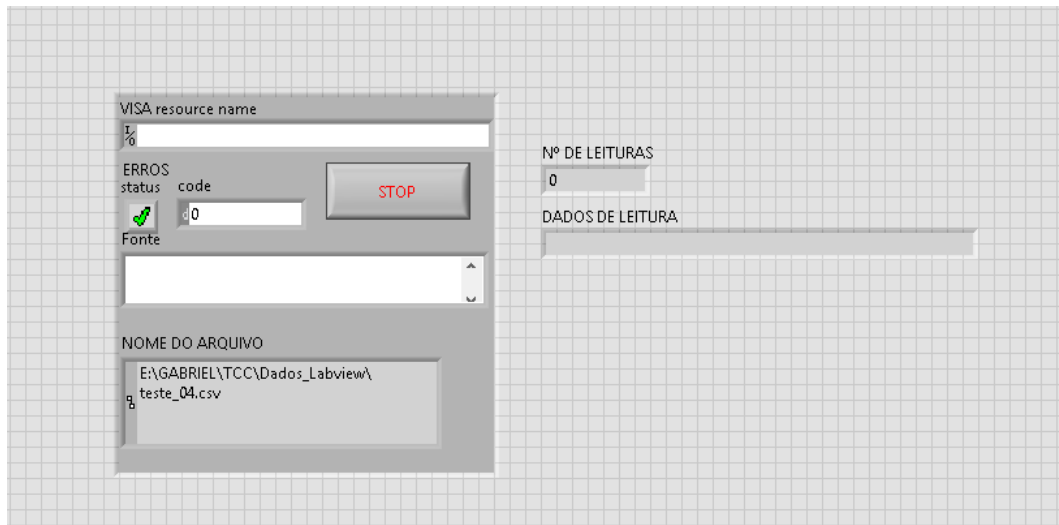 VISA resource name
ERROS
status code
0
STOP
Fonte
NOME DO ARQUIVO
E:\GABRIEL\TCC\Dados_Labview\
teste_04.csv
Nº DE LEITURAS
0
DADOS DE LEITURA